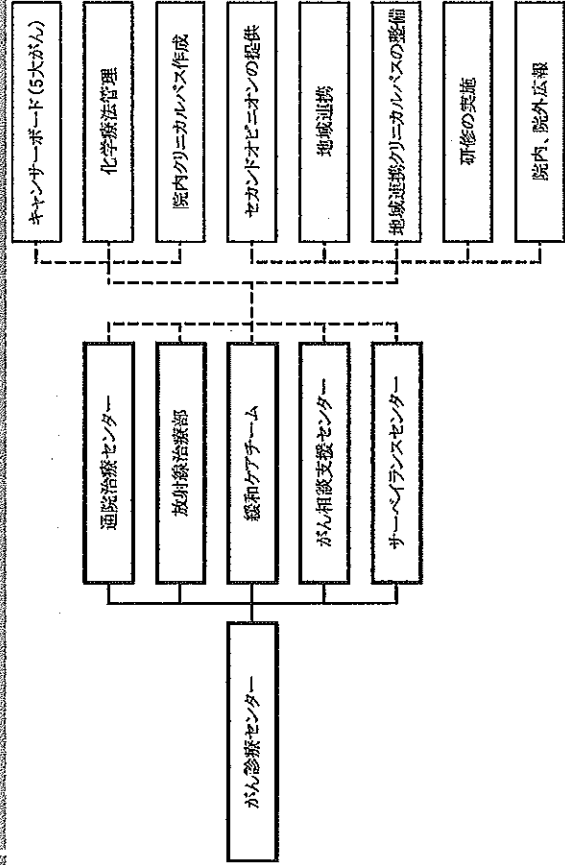 がん診療センター
通院治療センター
放射線治療部
緩和ケアチーム
がん相談支援センター
サーベイランスセンター
キャンサーボード(5大がん)
化学療法管理
院内クリニカルパス作成
セカンドオピニオンの提供
地域連携
地域連携クリニカルパスの整備
研修の実施
院内、院外広報